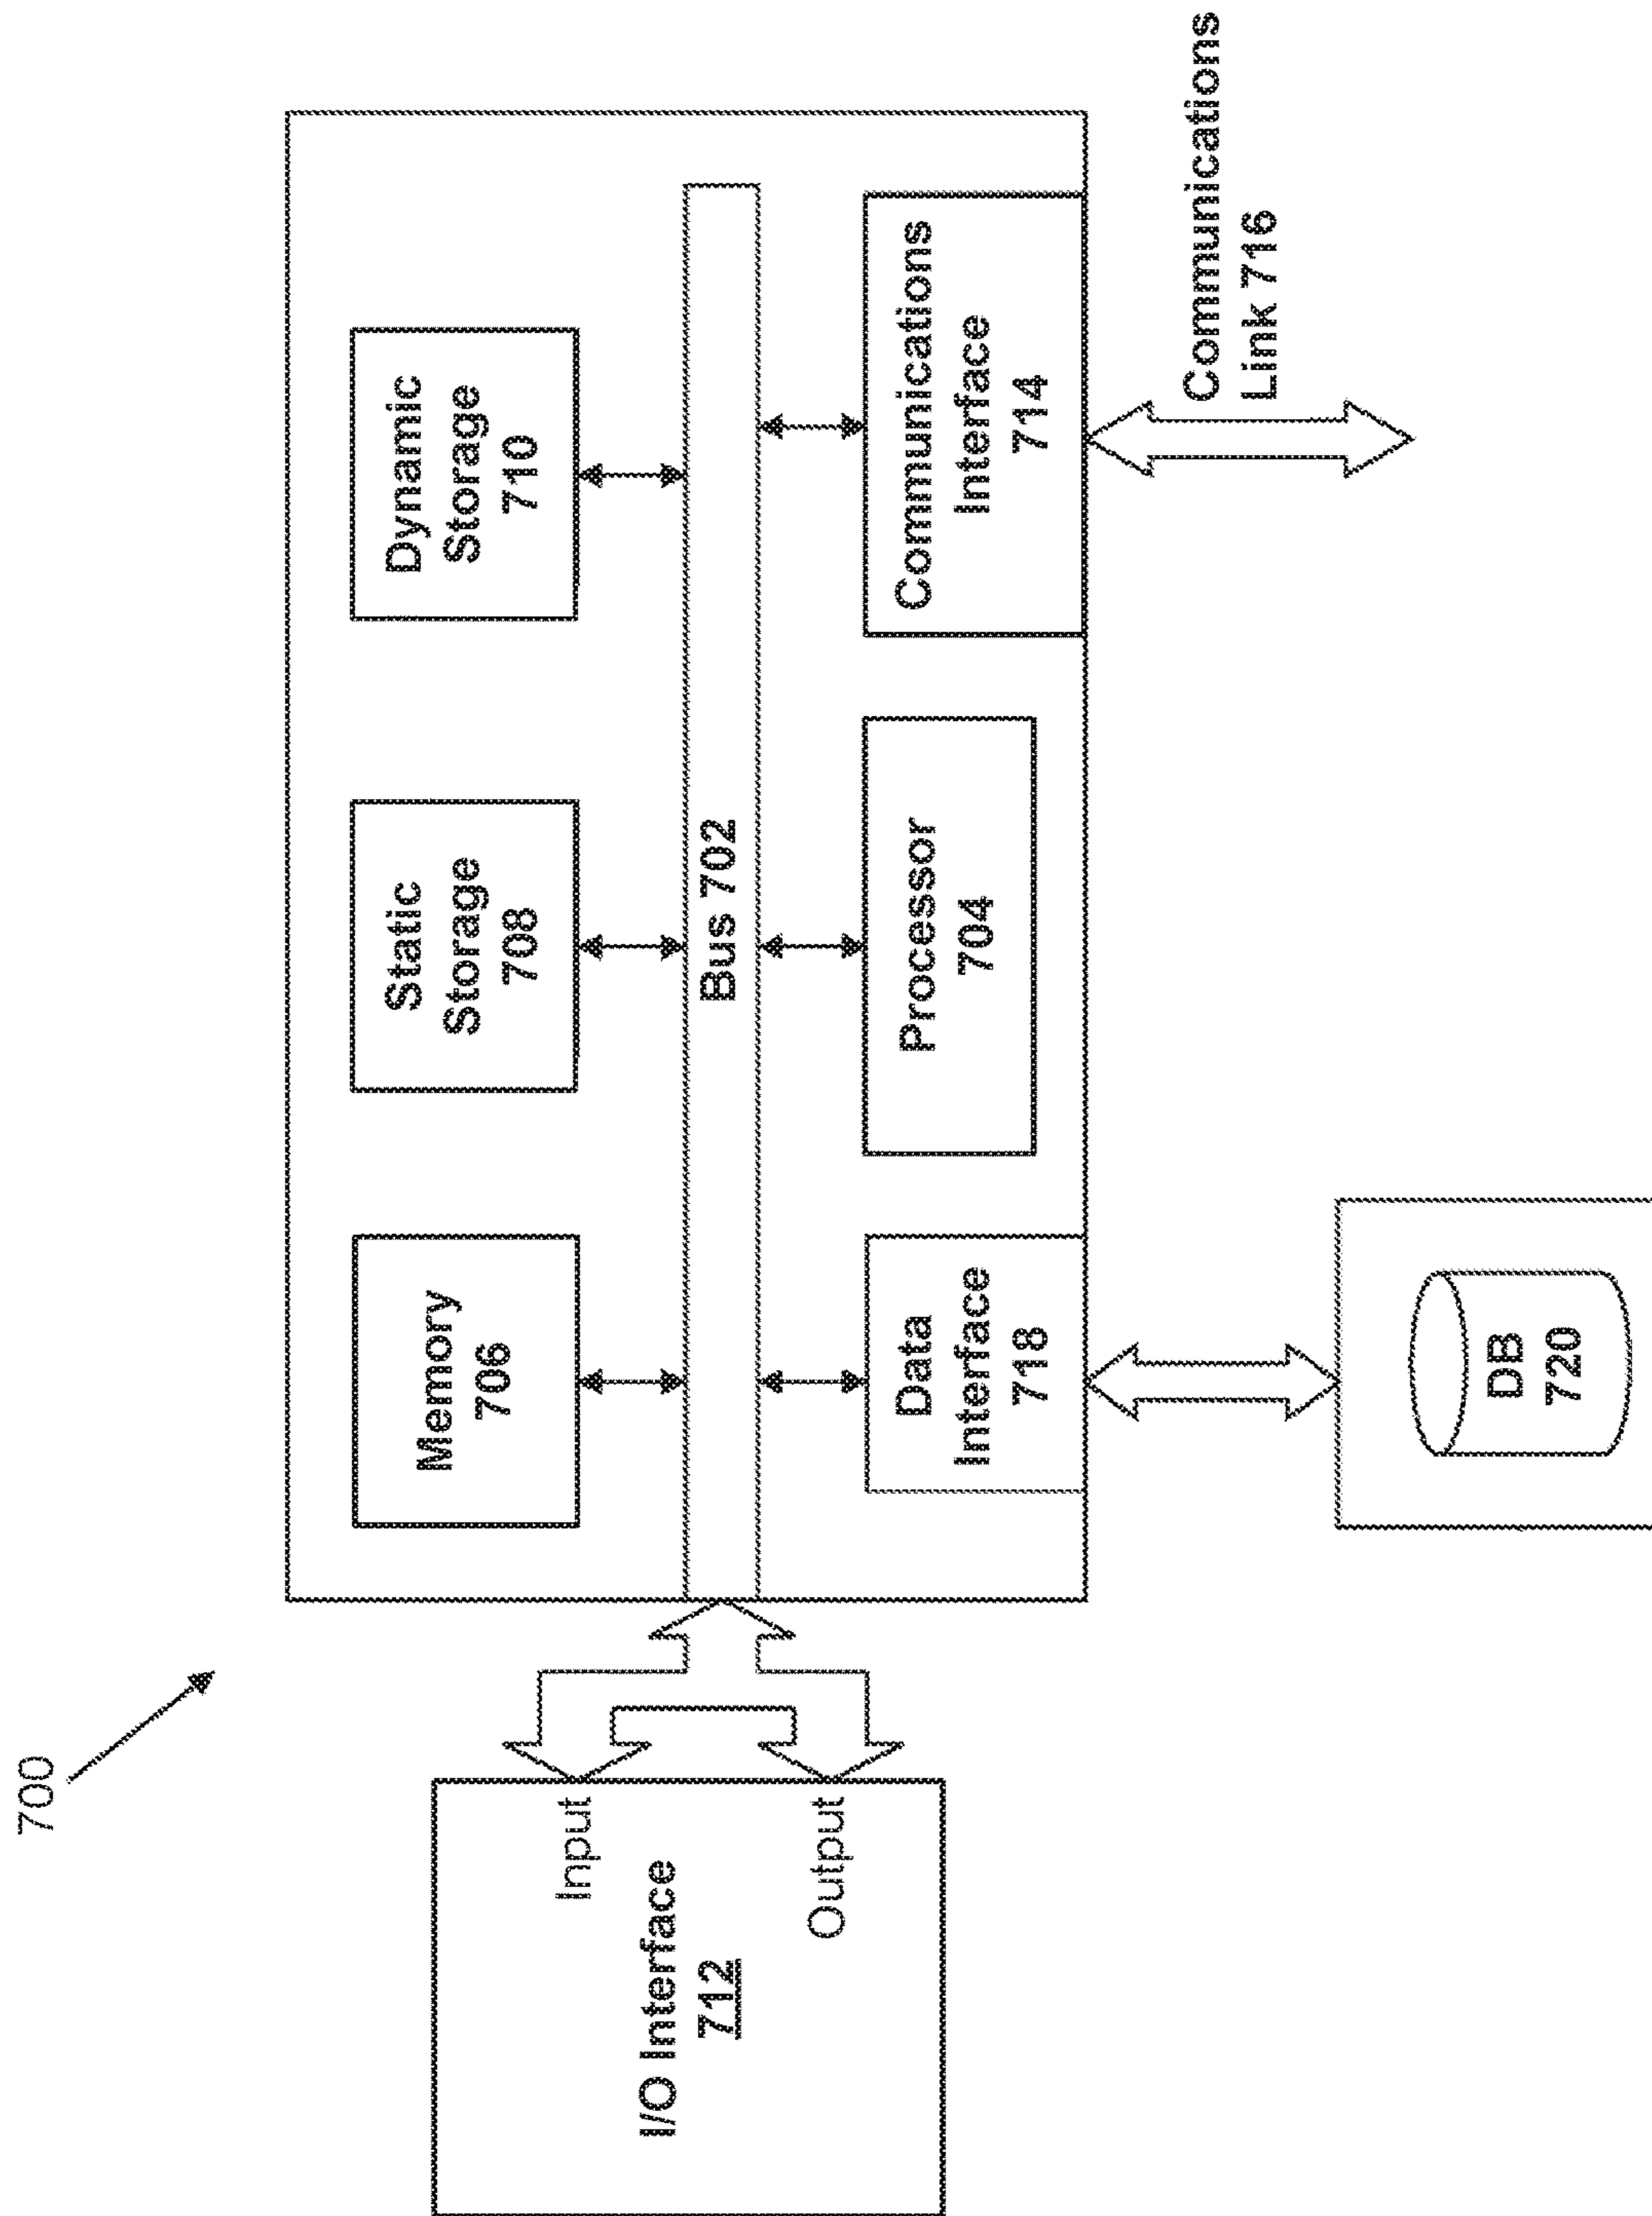 700
Memory
706
Static
Storage
708
Dynamic
Storage
710
I/O Interface
712
Input
Output
Bus 702
Data
Interface
718
Processor
704
Communications
Interface
714
Communications
Link 716
DB
720